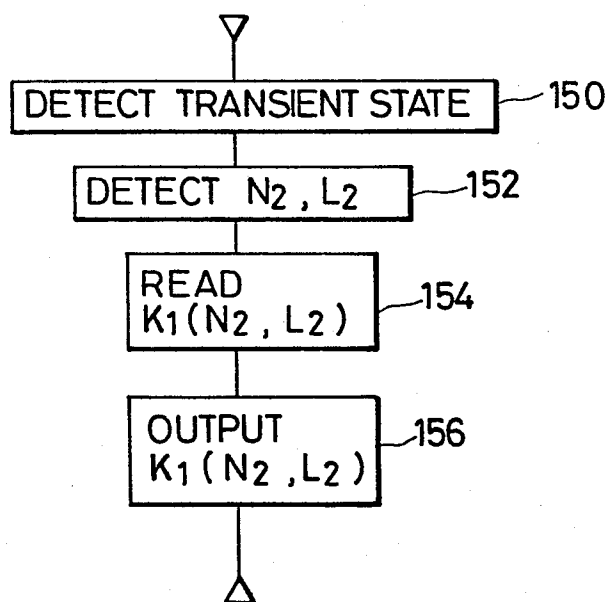 DETECT TRANSIENT STATE 150
DETECT N2, L2 152
READ
K1(N2, L2) 154
OUTPUT
K1(N2, L2) 156